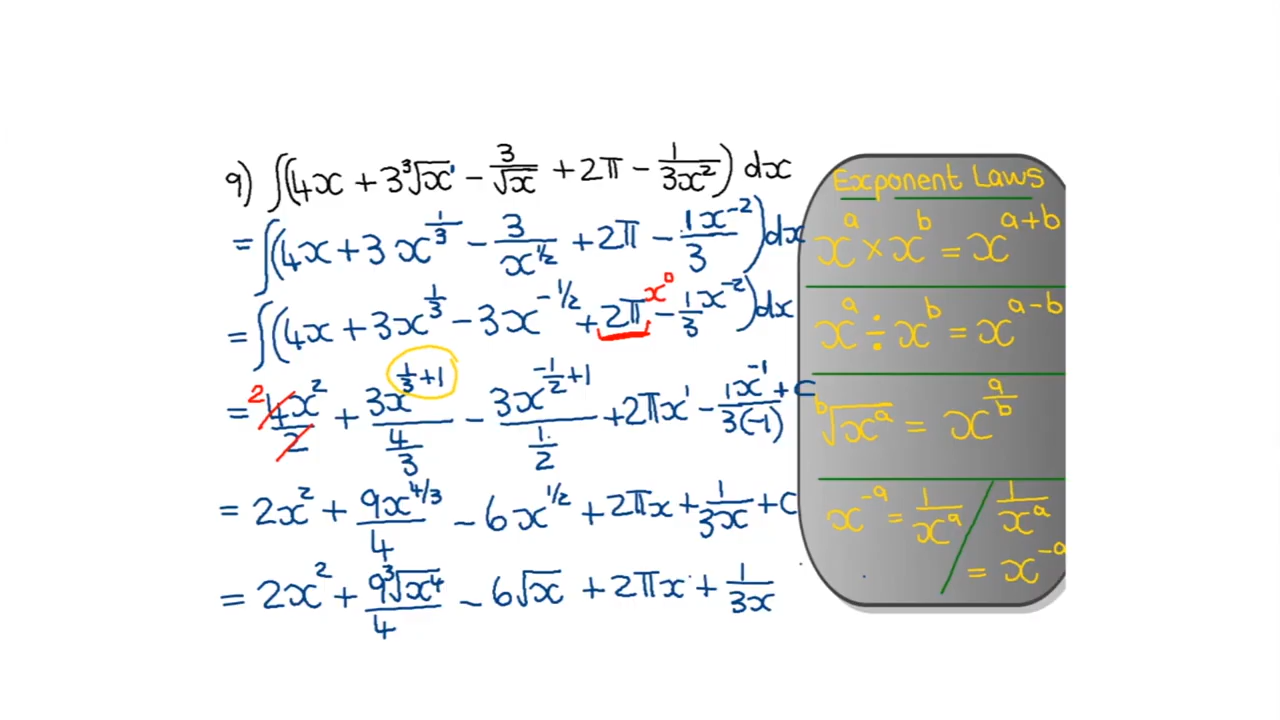 9) ∫(4x + 3∛x¹ − 3/√x + 2π − 1/(3x²)) dx
= ∫(4x + 3x^(1/3) − 3/x^(1/2) + 2π − 1x^(−2)/3) dx
= ∫(4x + 3x^(1/3) − 3x^(−1/2) + 2πx⁰ − 1/3 x^(−2)) dx
= 2 4x²/2 + 3x^(1/3+1)/(4/3) − 3x^(−1/2+1)/(1/2) + 2πx¹ − 1x^(−1)/(3(−1)) + C
= 2x² + 9x^(4/3)/4 − 6x^(1/2) + 2πx + 1/(3x) + C
= 2x² + 9∛(x⁴)/4 − 6√x + 2πx + 1/(3x)
Exponent Laws
x^a × x^b = x^(a+b)
x^a ÷ x^b = x^(a−b)
ᵇ√(x^a) = x^(a/b)
x^(−a) = 1/x^a / 1/x^a
= x^(−a)